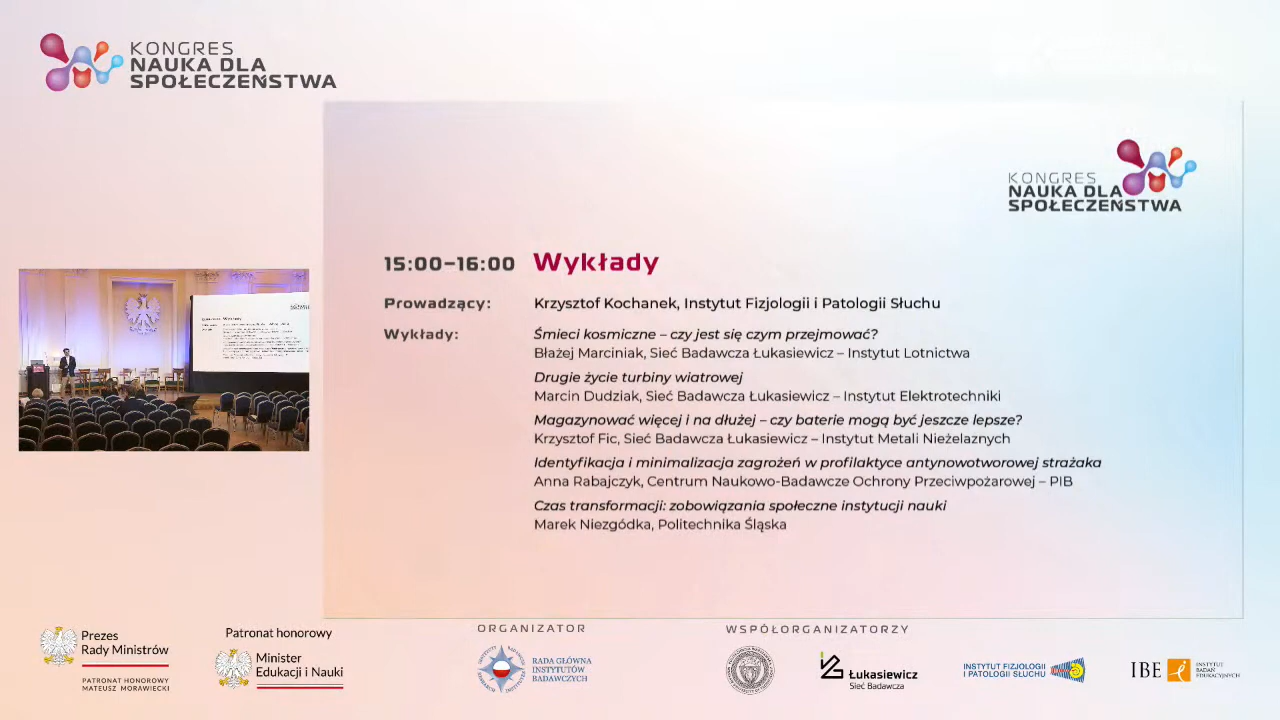 KONGRES
NAUKA DLA
SPOŁECZEŃSTWA
KONGRES
NAUKA DLA
SPOŁECZEŃSTWA
15:00–16:00 Wykłady
Prowadzący: Krzysztof Kochanek, Instytut Fizjologii i Patologii Słuchu
Wykłady: Śmieci kosmiczne – czy jest się czym przejmować?
Błażej Marciniak, Sieć Badawcza Łukasiewicz – Instytut Lotnictwa
Drugie życie turbiny wiatrowej
Marcin Dudziak, Sieć Badawcza Łukasiewicz – Instytut Elektrotechniki
Magazynować więcej i na dłużej – czy baterie mogą być jeszcze lepsze?
Krzysztof Fic, Sieć Badawcza Łukasiewicz – Instytut Metali Nieżelaznych
Identyfikacja i minimalizacja zagrożeń w profilaktyce antynowotworowej strażaka
Anna Rabajczyk, Centrum Naukowo-Badawcze Ochrony Przeciwpożarowej – PIB
Czas transformacji: zobowiązania społeczne instytucji nauki
Marek Niezgódka, Politechnika Śląska
Prezes
Rady Ministrów
PATRONAT HONOROWY
MATEUSZ MORAWIECKI
Patronat honorowy
Minister
Edukacji i Nauki
ORGANIZATOR
RADA GŁÓWNA
INSTYTUTÓW
BADAWCZYCH
WSPÓŁORGANIZATORZY
Łukasiewicz
Sieć Badawcza
INSTYTUT FIZJOLOGII
I PATOLOGII SŁUCHU
IBE
INSTYTUT
BADAŃ
EDUKACYJNYCH